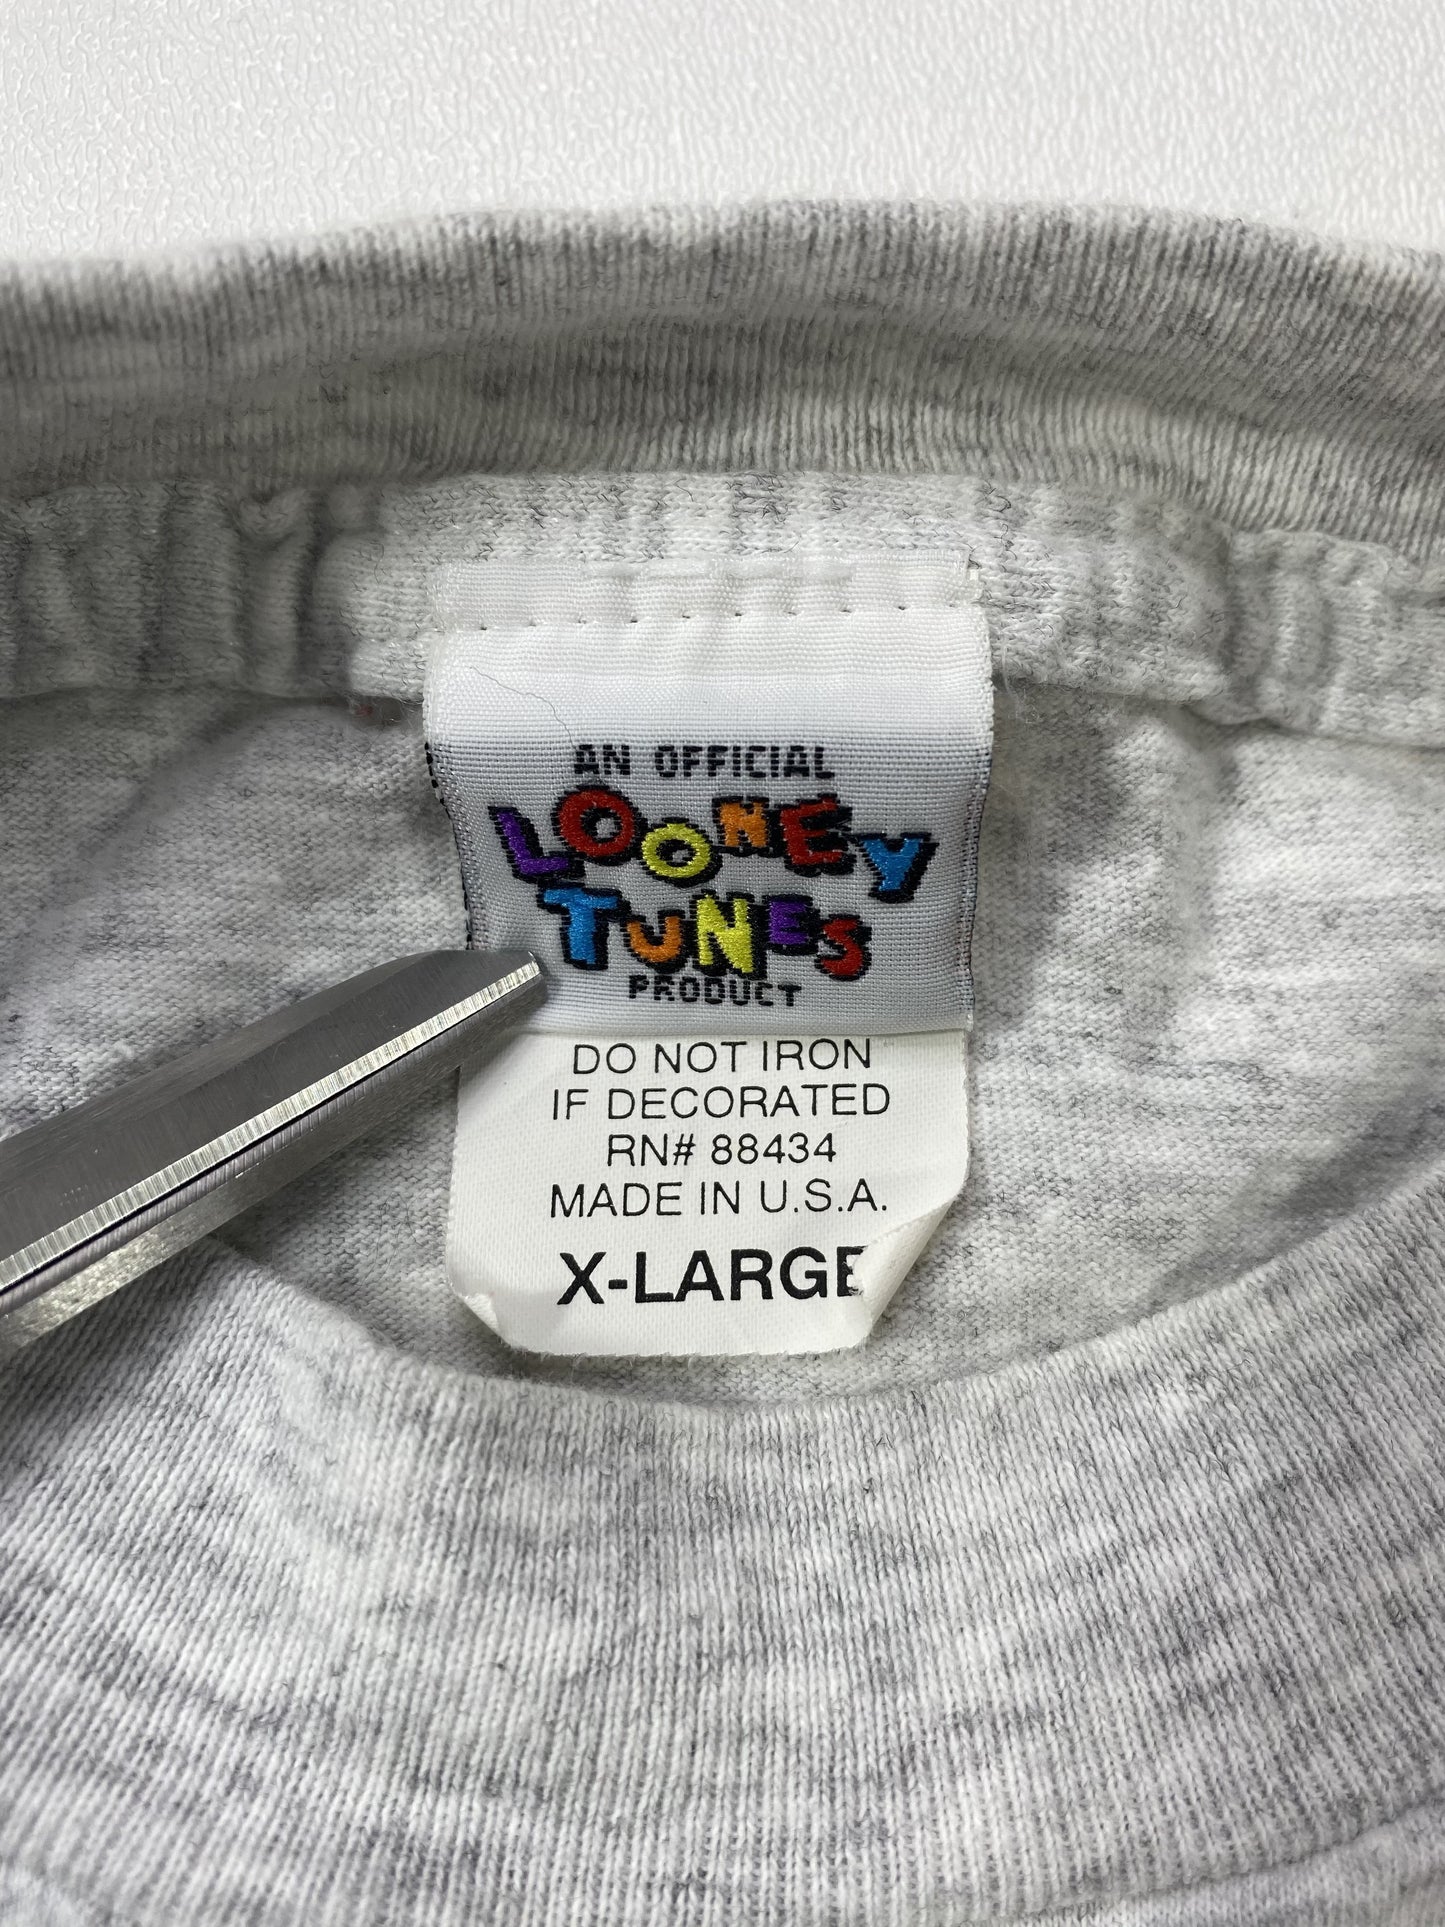 AN OFFICIAL
LOONEY
TUNES
PRODUCT
DO NOT IRON
IF DECORATED
RN# 88434
MADE IN U.S.A.
X-LARGE